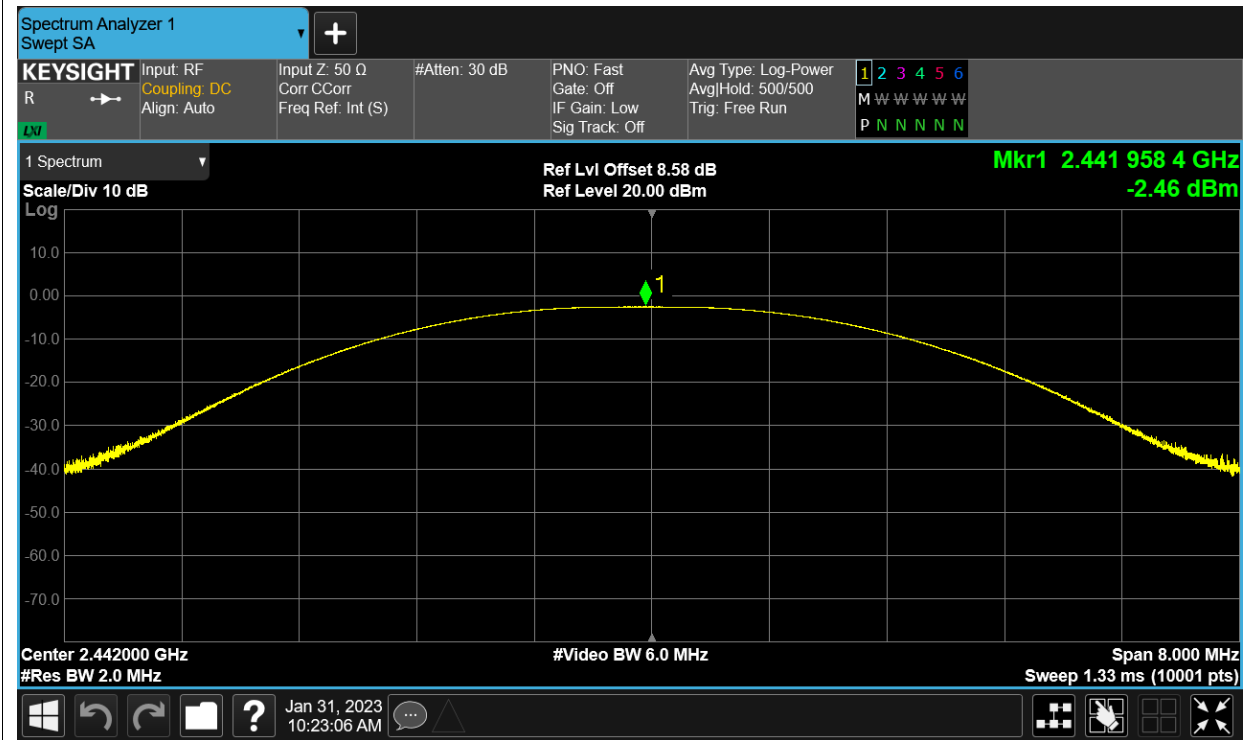 Spectrum Analyzer 1
Swept SA
KEYSIGHT
R
LXI
Input: RF
Coupling: DC
Align: Auto
Input Z: 50 Ω
Corr CCorr
Freq Ref: Int (S)
#Atten: 30 dB
PNO: Fast
Gate: Off
IF Gain: Low
Sig Track: Off
Avg Type: Log-Power
Avg|Hold: 500/500
Trig: Free Run
1 2 3 4 5 6
M W W W W W
P N N N N N
1 Spectrum
Scale/Div 10 dB
Log
Ref Lvl Offset 8.58 dB
Ref Level 20.00 dBm
Mkr1 2.441 958 4 GHz
-2.46 dBm
10.0
0.00
-10.0
-20.0
-30.0
-40.0
-50.0
-60.0
-70.0
1
Center 2.442000 GHz
#Res BW 2.0 MHz
#Video BW 6.0 MHz
Span 8.000 MHz
Sweep 1.33 ms (10001 pts)
?
Jan 31, 2023
10:23:06 AM